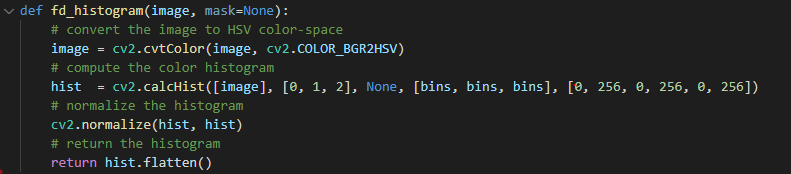 def fd_histogram(image, mask=None):
    # convert the image to HSV color-space
    image = cv2.cvtColor(image, cv2.COLOR_BGR2HSV)
    # compute the color histogram
    hist  = cv2.calcHist([image], [0, 1, 2], None, [bins, bins, bins], [0, 256, 0, 256, 0, 256])
    # normalize the histogram
    cv2.normalize(hist, hist)
    # return the histogram
    return hist.flatten()